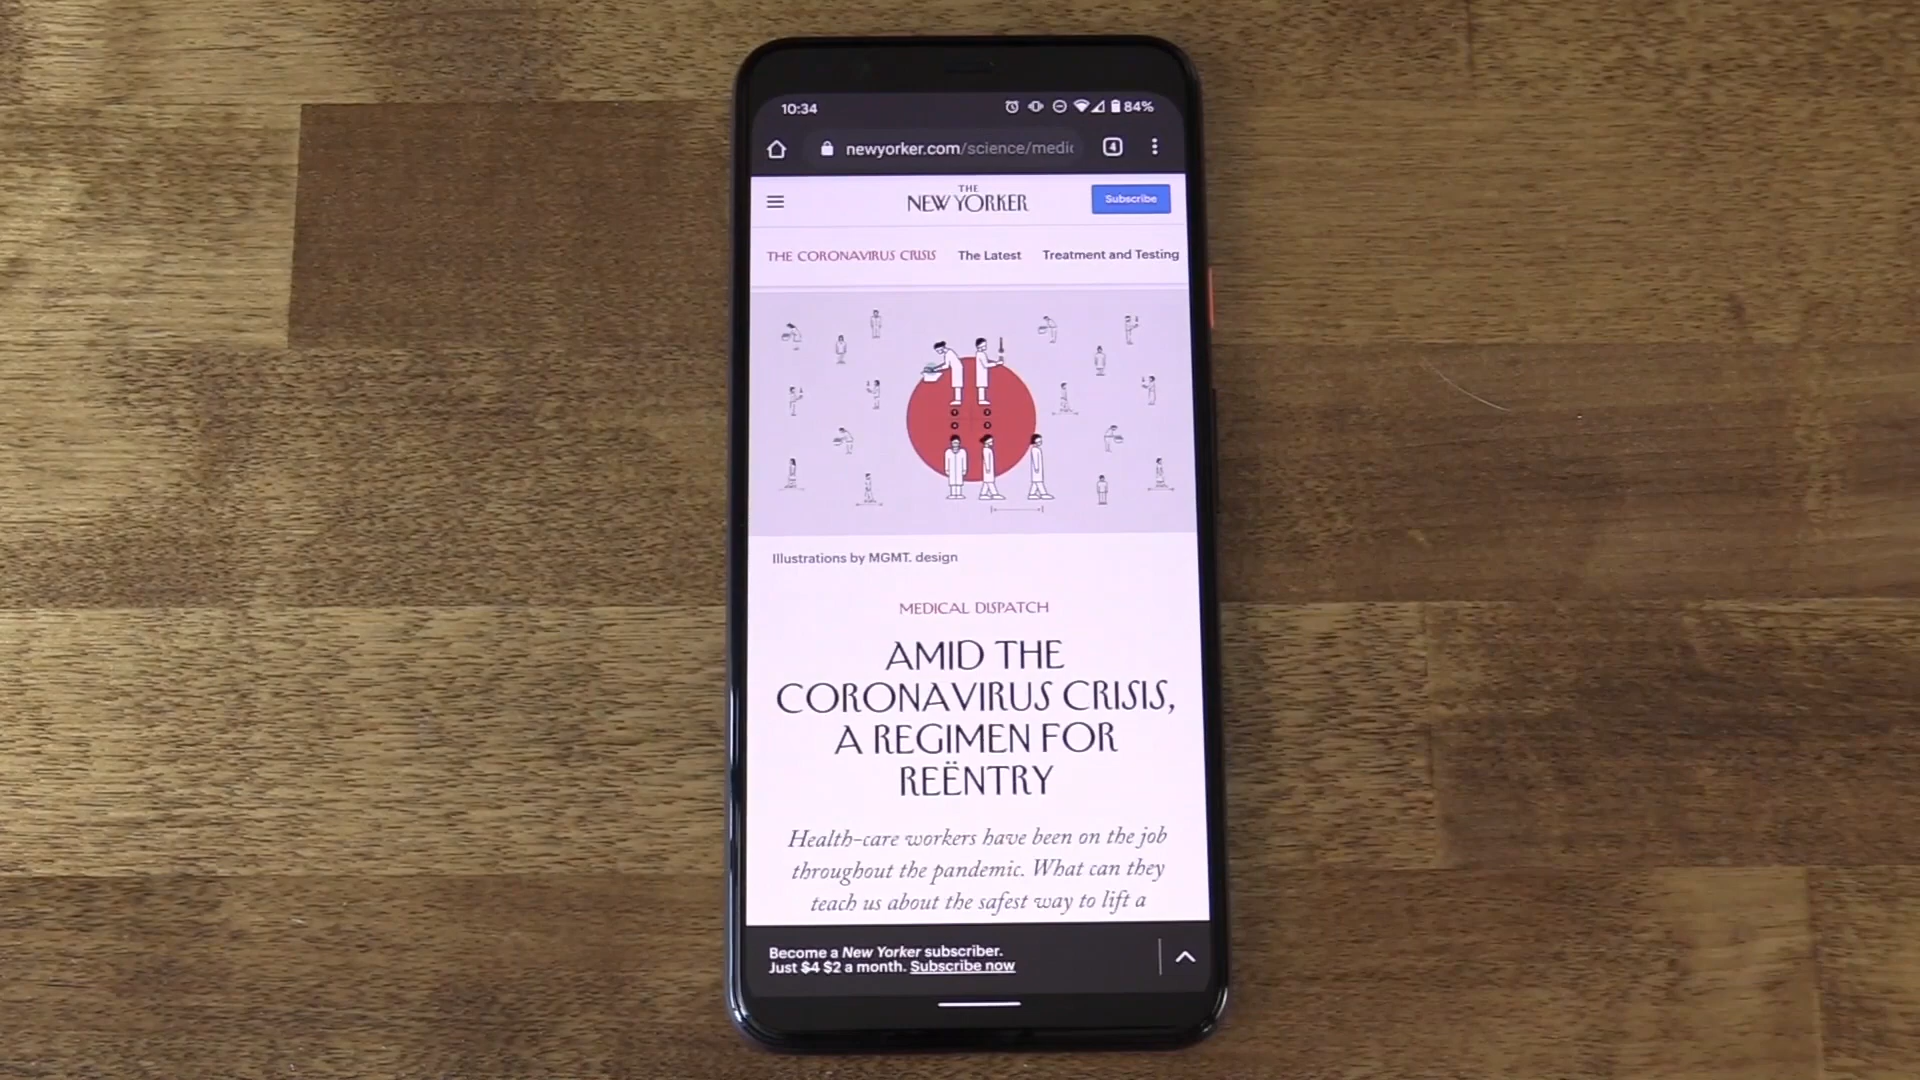 10:34 84%
newyorker.com/science/medic 4
THE
NEW YORKER
Subscribe
THE CORONAVIRUS CRISIS The Latest Treatment and Testing
Illustrations by MGMT. design
MEDICAL DISPATCH
AMID THE
CORONAVIRUS CRISIS,
A REGIMEN FOR
REËNTRY
Health-care workers have been on the job
throughout the pandemic. What can they
teach us about the safest way to lift a
Become a New Yorker subscriber.
Just $4 $2 a month. Subscribe now